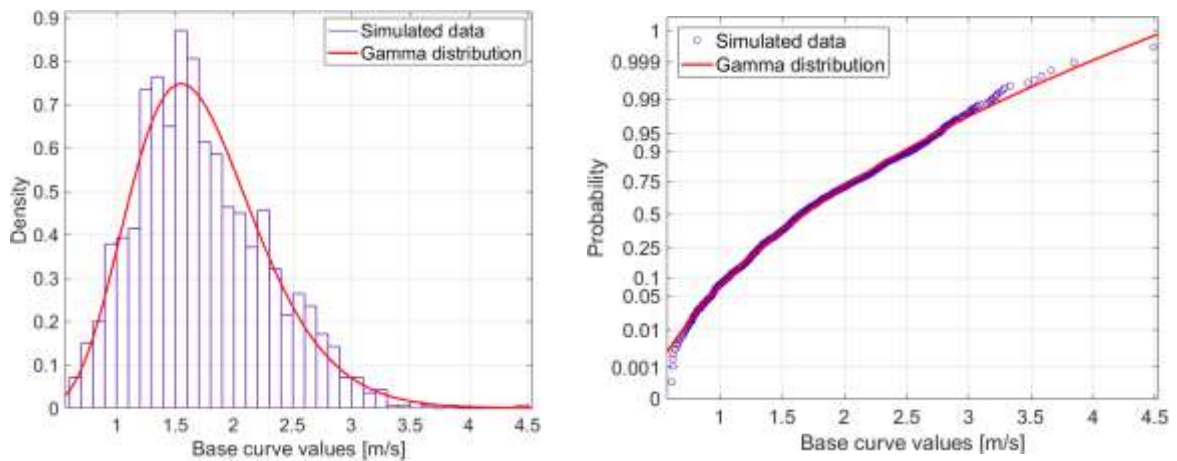 0.9
0.8
0.7
0.6
0.5
0.4
0.3
0.2
0.1
0
Density
Simulated data
Gamma distribution
1 1.5 2 2.5 3 3.5 4 4.5
Base curve values [m/s]
1
0.999
0.99
0.95
0.9
0.75
0.5
0.25
0.1
0.05
0.01
0.001
0
Probability
Simulated data
Gamma distribution
1 1.5 2 2.5 3 3.5 4 4.5
Base curve values [m/s]